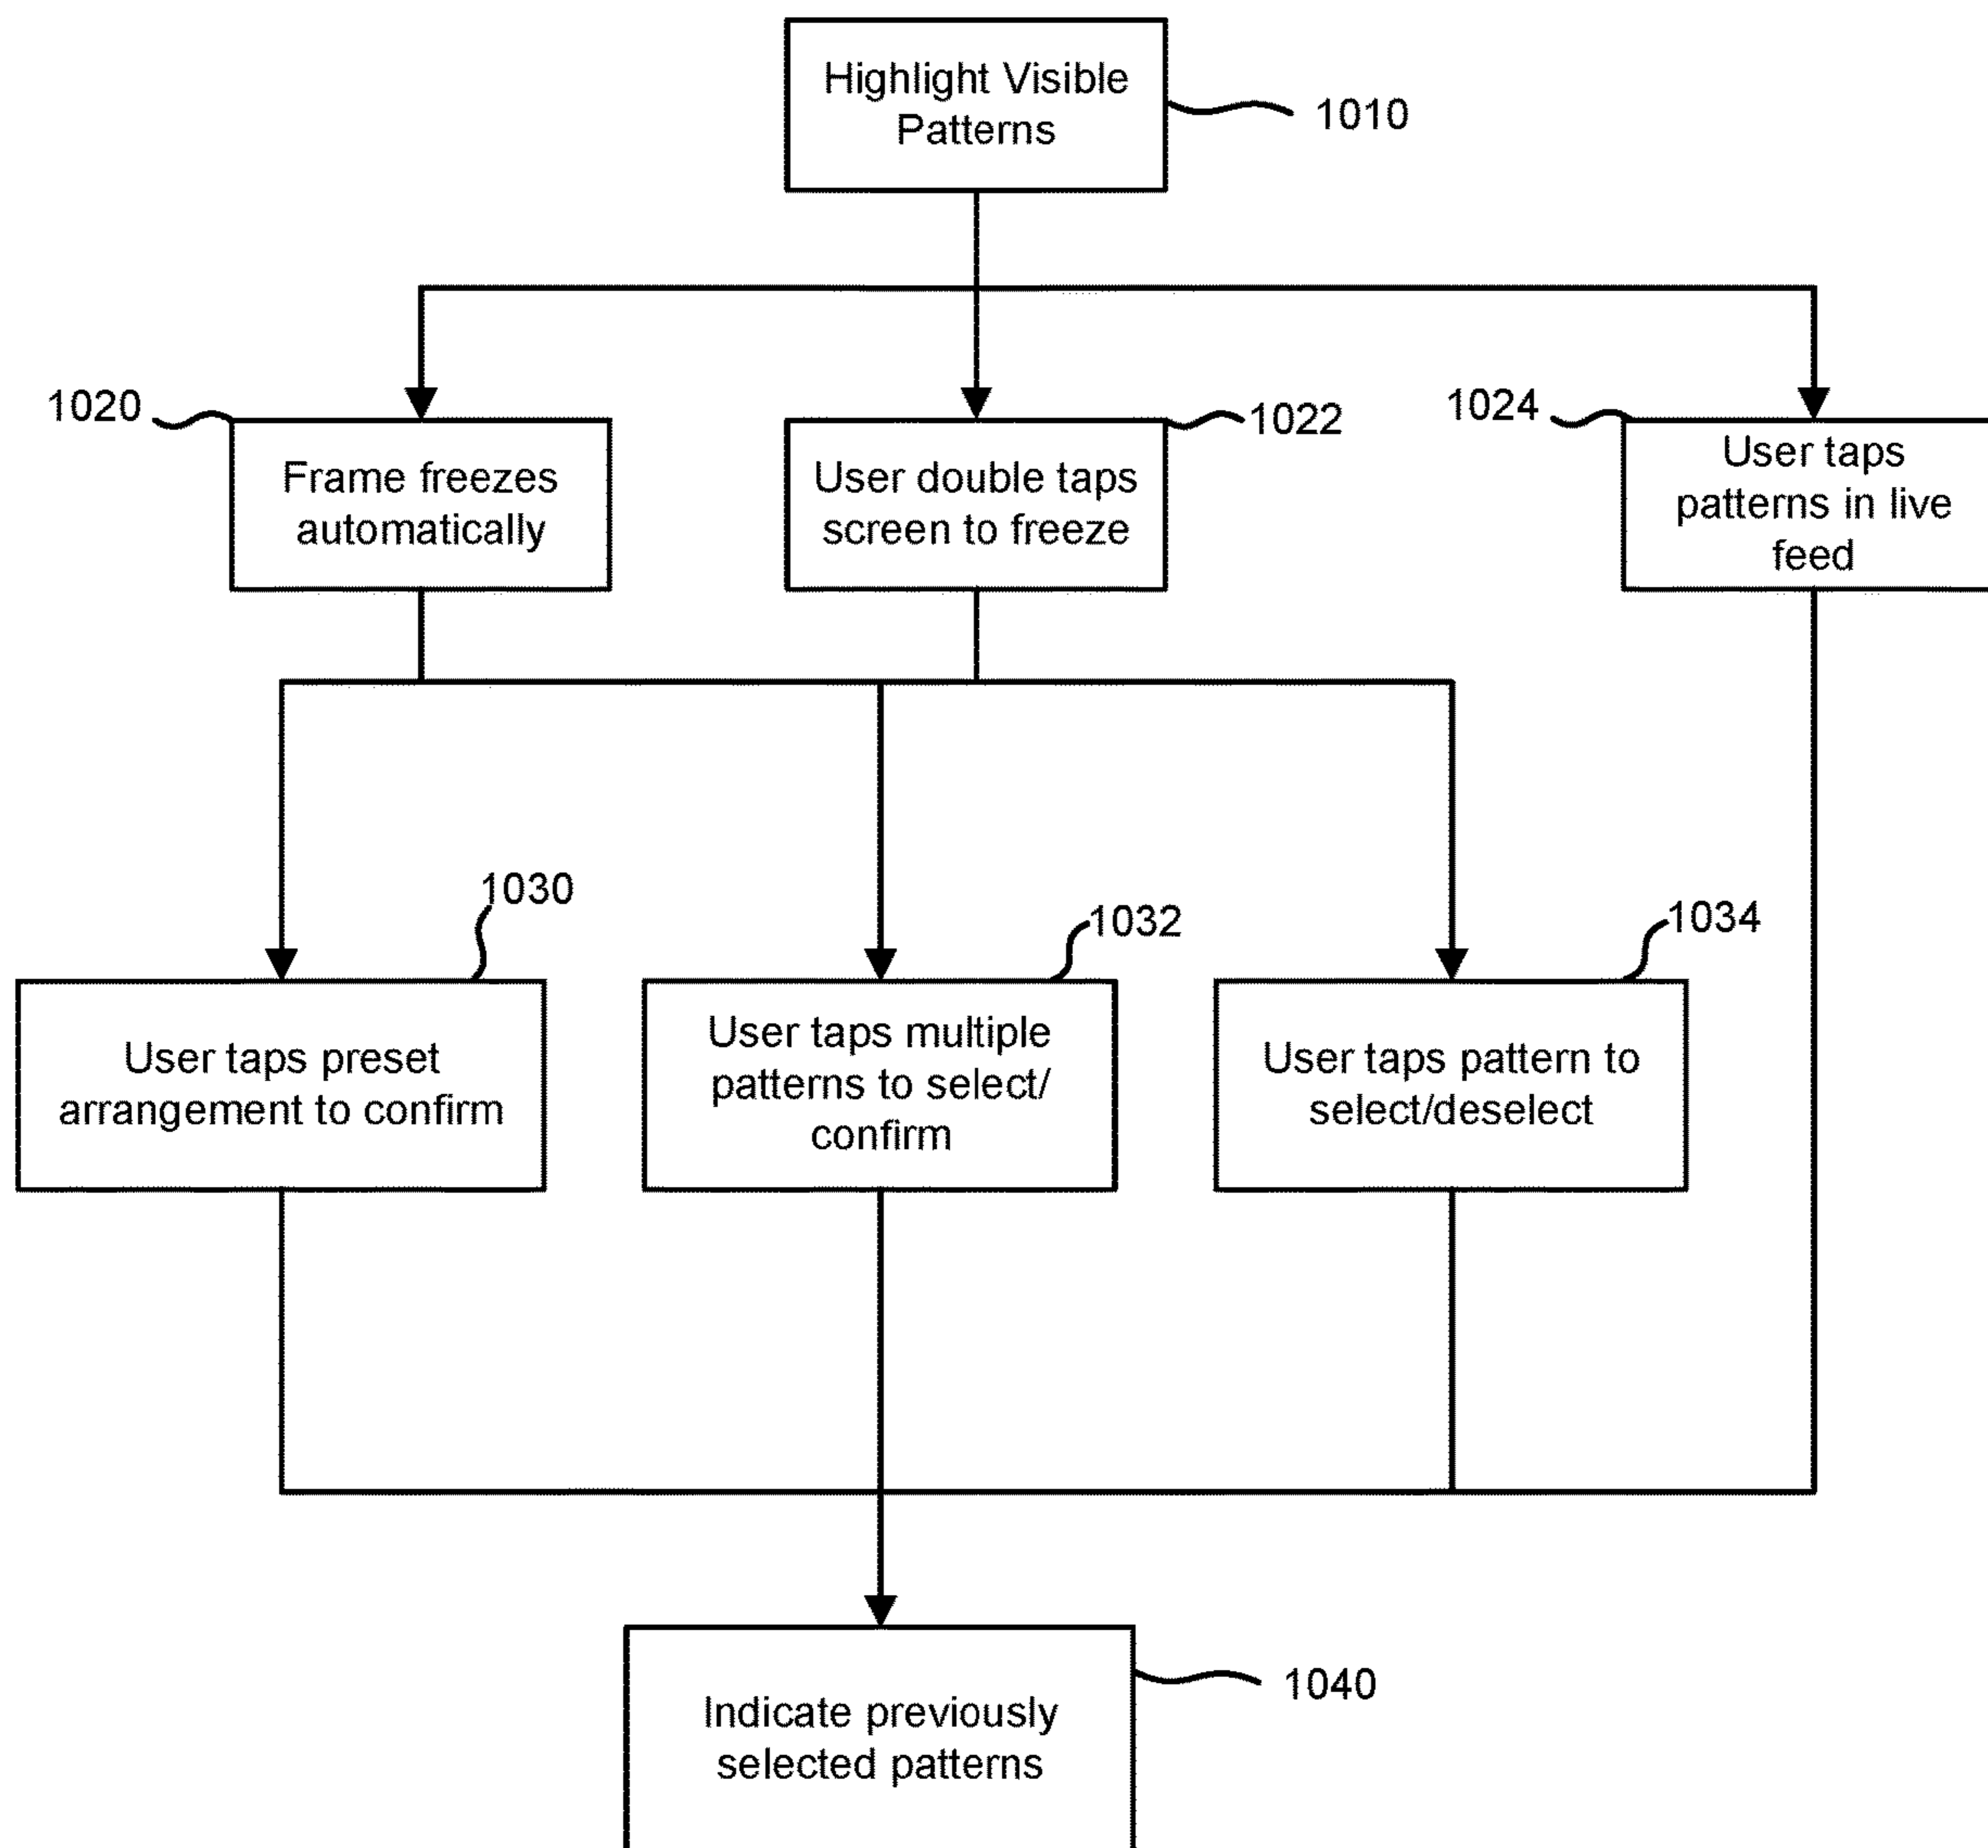 Highlight Visible
Patterns
1010
1020
1022
1024
Frame freezes
automatically
User double taps
screen to freeze
User taps
patterns in live
feed
1030
1032
1034
User taps preset
arrangement to confirm
User taps multiple
patterns to select/
confirm
User taps pattern to
select/deselect
1040
Indicate previously
selected patterns